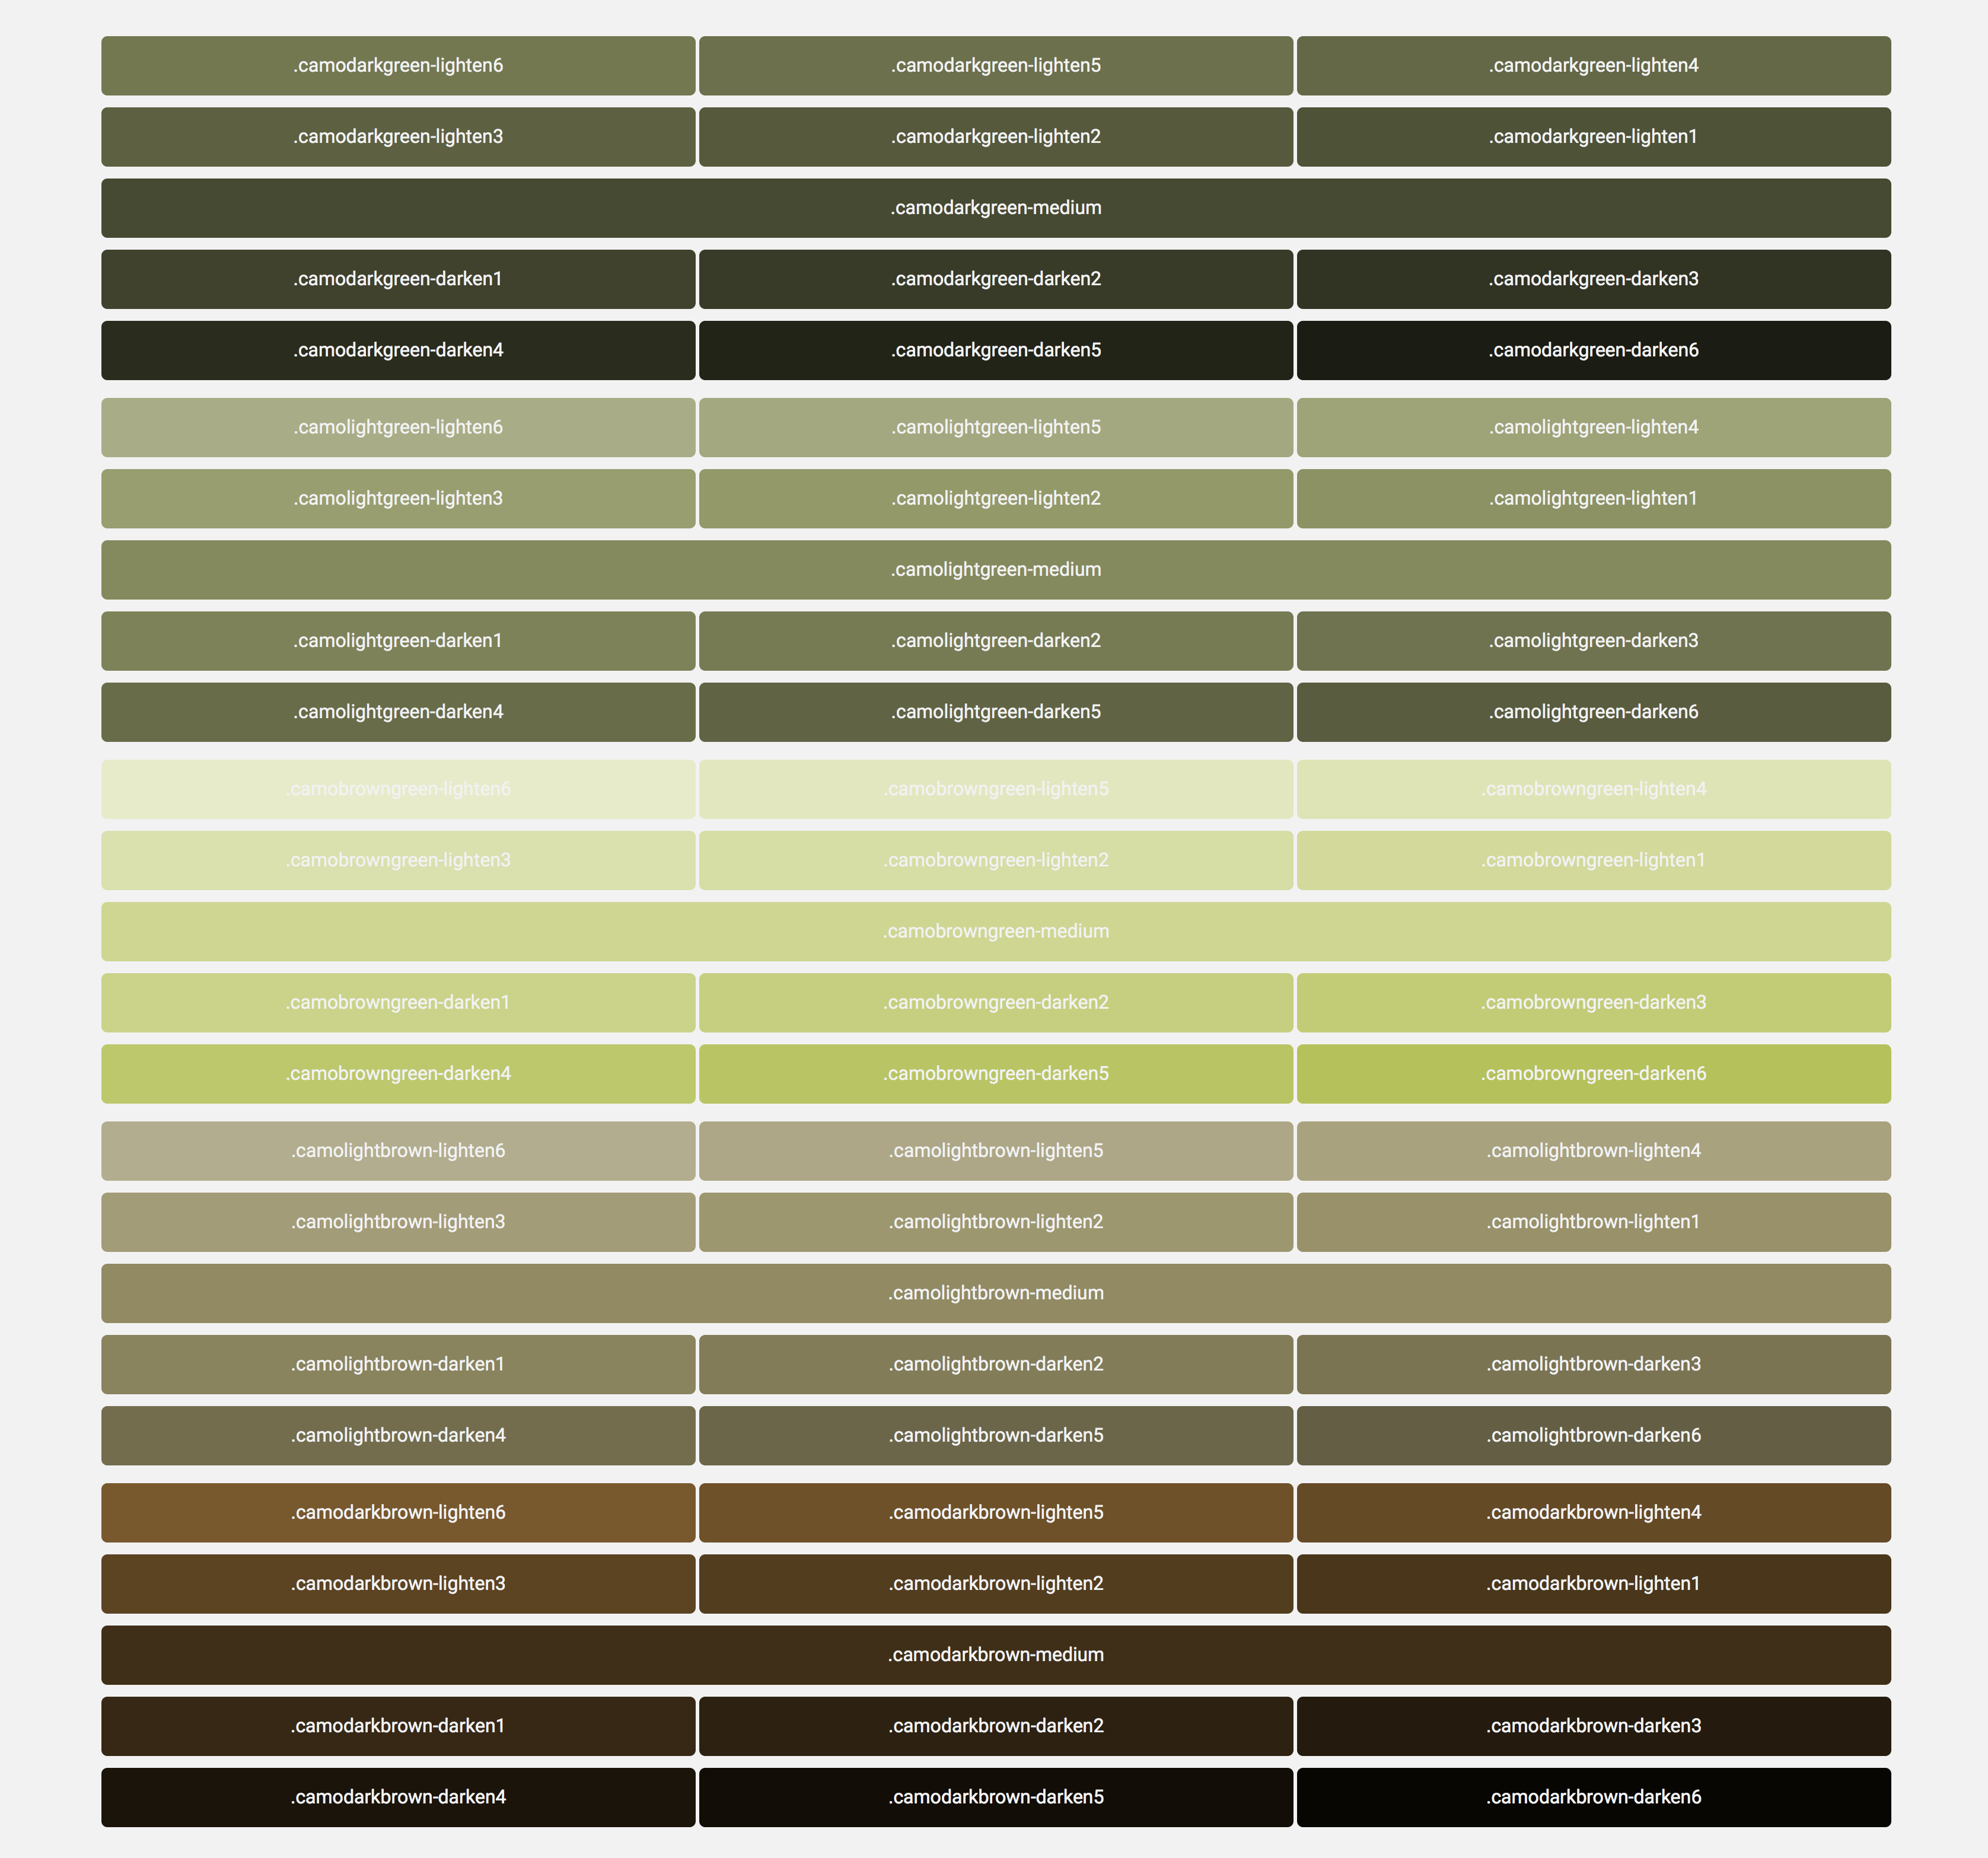 .camodarkgreen-lighten6 .camodarkgreen-lighten5 .camodarkgreen-lighten4
.camodarkgreen-lighten3 .camodarkgreen-lighten2 .camodarkgreen-lighten1
.camodarkgreen-medium
.camodarkgreen-darken1 .camodarkgreen-darken2 .camodarkgreen-darken3
.camodarkgreen-darken4 .camodarkgreen-darken5 .camodarkgreen-darken6
.camolightgreen-lighten6 .camolightgreen-lighten5 .camolightgreen-lighten4
.camolightgreen-lighten3 .camolightgreen-lighten2 .camolightgreen-lighten1
.camolightgreen-medium
.camolightgreen-darken1 .camolightgreen-darken2 .camolightgreen-darken3
.camolightgreen-darken4 .camolightgreen-darken5 .camolightgreen-darken6
.camobrowngreen-lighten6 .camobrowngreen-lighten5 .camobrowngreen-lighten4
.camobrowngreen-lighten3 .camobrowngreen-lighten2 .camobrowngreen-lighten1
.camobrowngreen-medium
.camobrowngreen-darken1 .camobrowngreen-darken2 .camobrowngreen-darken3
.camobrowngreen-darken4 .camobrowngreen-darken5 .camobrowngreen-darken6
.camolightbrown-lighten6 .camolightbrown-lighten5 .camolightbrown-lighten4
.camolightbrown-lighten3 .camolightbrown-lighten2 .camolightbrown-lighten1
.camolightbrown-medium
.camolightbrown-darken1 .camolightbrown-darken2 .camolightbrown-darken3
.camolightbrown-darken4 .camolightbrown-darken5 .camolightbrown-darken6
.camodarkbrown-lighten6 .camodarkbrown-lighten5 .camodarkbrown-lighten4
.camodarkbrown-lighten3 .camodarkbrown-lighten2 .camodarkbrown-lighten1
.camodarkbrown-medium
.camodarkbrown-darken1 .camodarkbrown-darken2 .camodarkbrown-darken3
.camodarkbrown-darken4 .camodarkbrown-darken5 .camodarkbrown-darken6